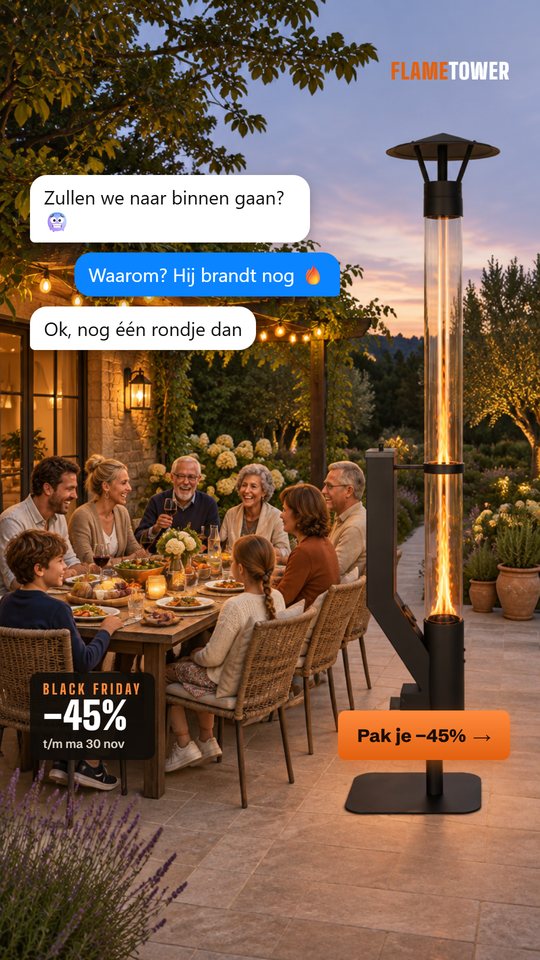 FLAMETOWER
Zullen we naar binnen gaan?
🥶
Waarom? Hij brandt nog 🔥
Ok, nog één rondje dan
BLACK FRIDAY
−45%
t/m ma 30 nov
Pak je −45% →